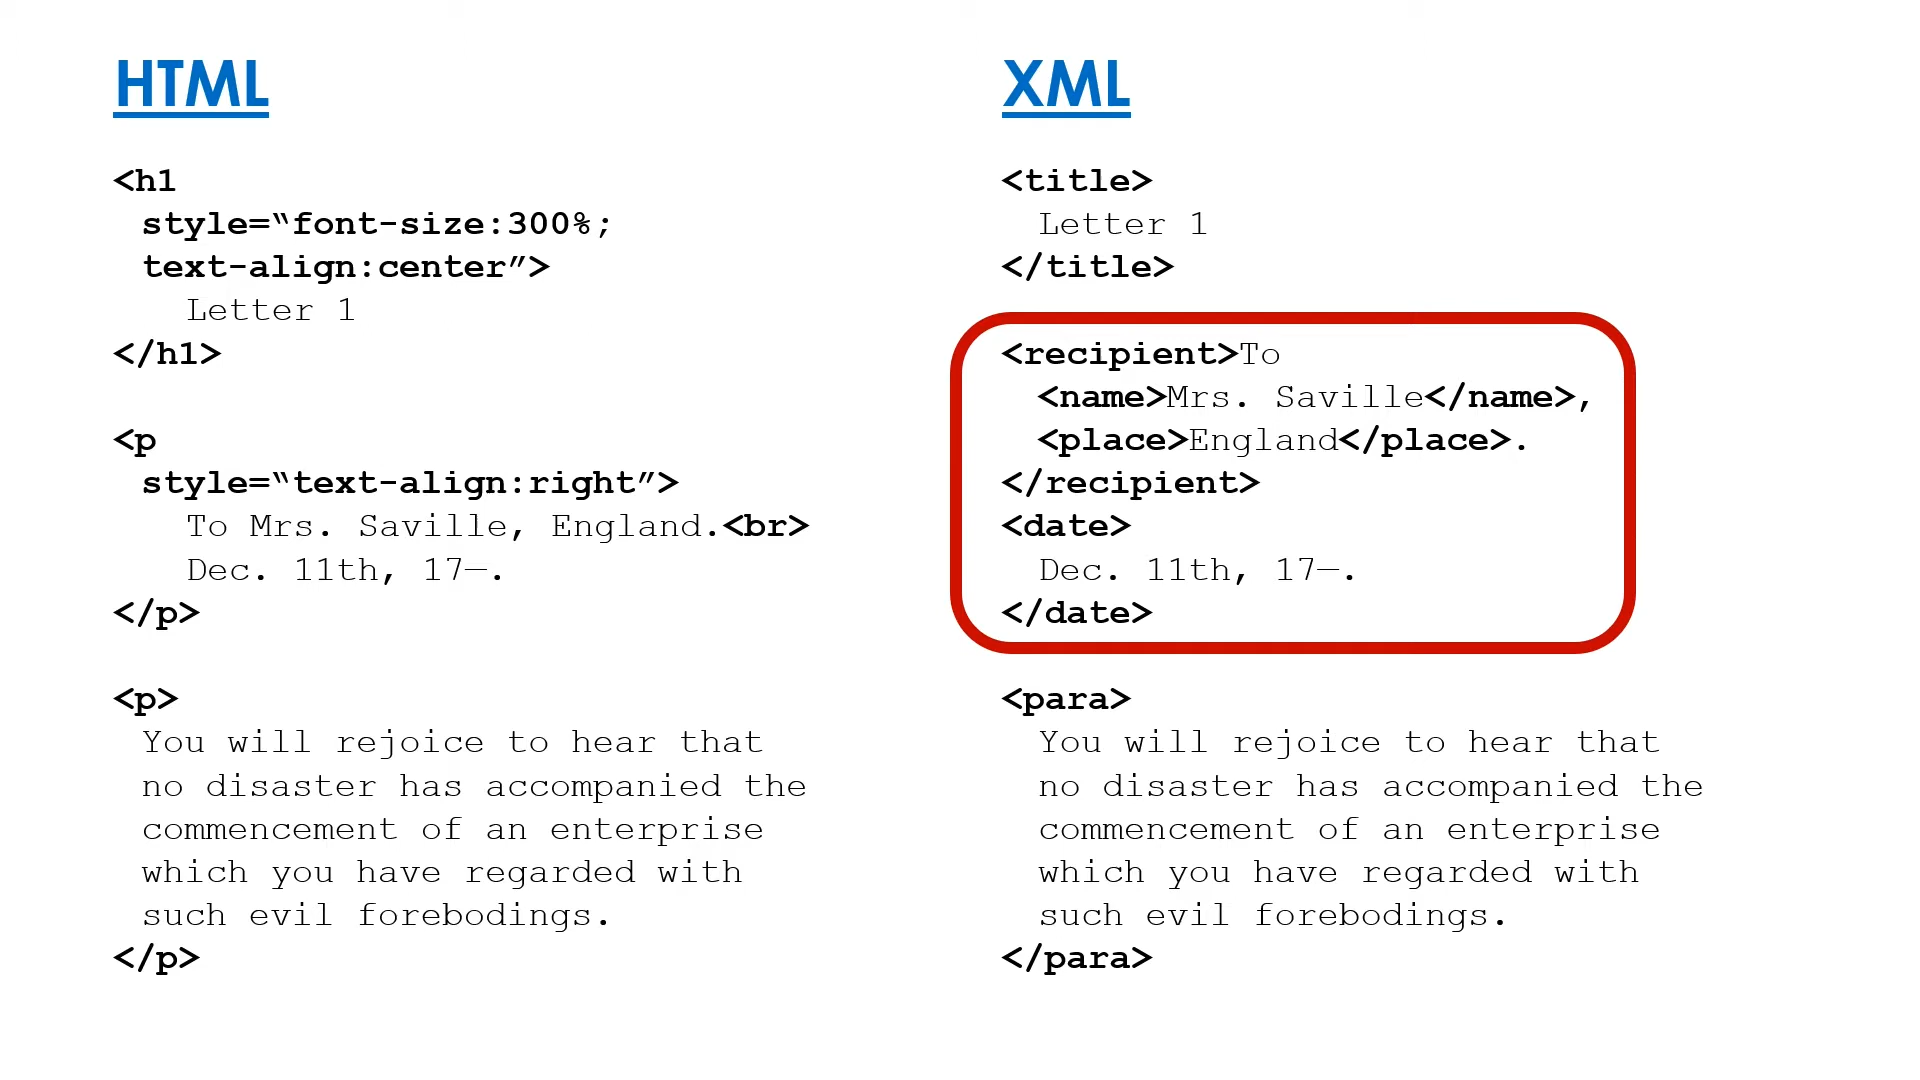 HTML
<h1
style=“font-size:300%;
text-align:center”>
Letter 1
</h1>
<p
style=“text-align:right”>
To Mrs. Saville, England.<br>
Dec. 11th, 17—.
</p>
<p>
You will rejoice to hear that
no disaster has accompanied the
commencement of an enterprise
which you have regarded with
such evil forebodings.
</p>
XML
<title>
Letter 1
</title>
<recipient>To
<name>Mrs. Saville</name>,
<place>England</place>.
</recipient>
<date>
Dec. 11th, 17—.
</date>
<para>
You will rejoice to hear that
no disaster has accompanied the
commencement of an enterprise
which you have regarded with
such evil forebodings.
</para>